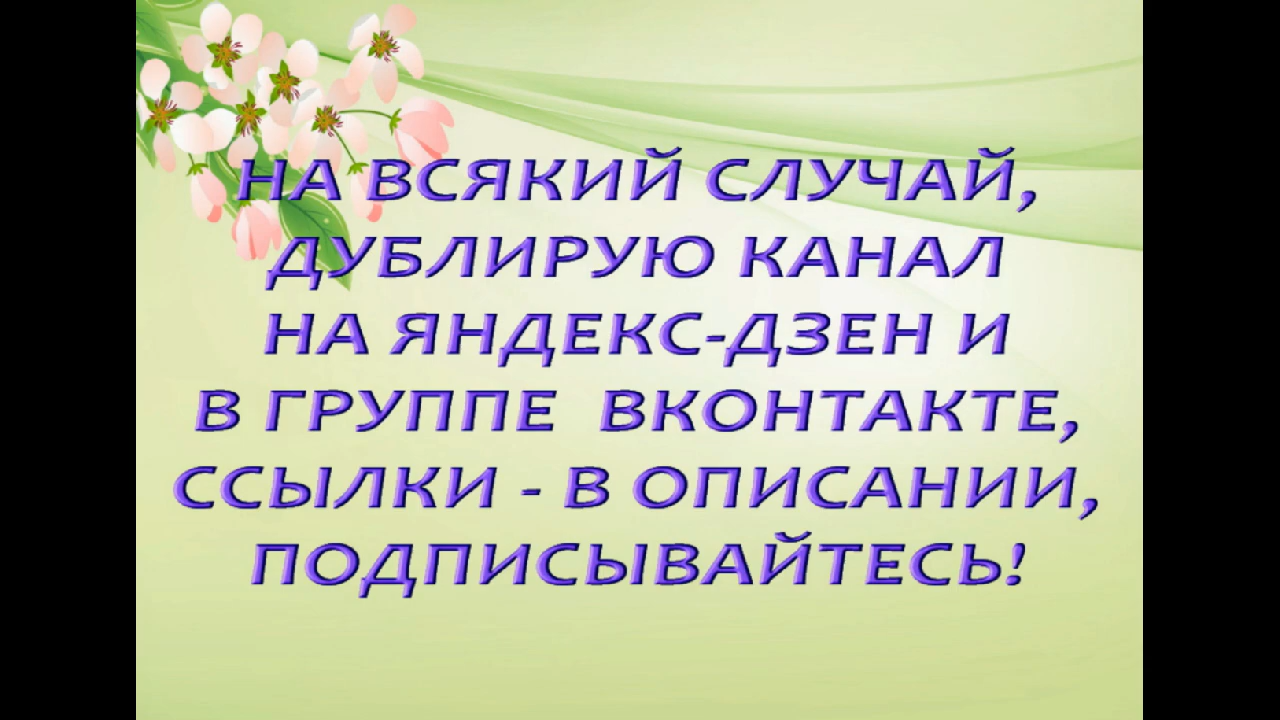 НА ВСЯКИЙ СЛУЧАЙ,
ДУБЛИРУЮ КАНАЛ
НА ЯНДЕКС-ДЗЕН И
В ГРУППЕ ВКОНТАКТЕ,
ССЫЛКИ - В ОПИСАНИИ,
ПОДПИСЫВАЙТЕСЬ!